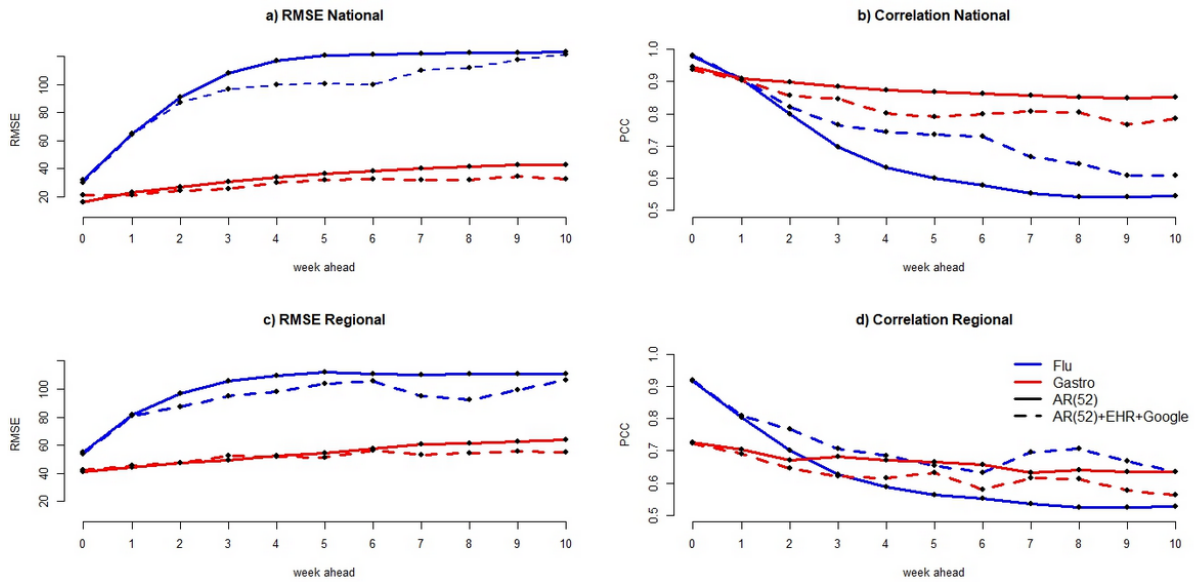 a) RMSE National
RMSE
100
80
60
40
20
0 1 2 3 4 5 6 7 8 9 10
week ahead
b) Correlation National
PCC
1.0
0.9
0.8
0.7
0.6
0.5
0 1 2 3 4 5 6 7 8 9 10
week ahead
c) RMSE Regional
RMSE
100
80
60
40
20
0 1 2 3 4 5 6 7 8 9 10
week ahead
d) Correlation Regional
PCC
1.0
0.9
0.8
0.7
0.6
0.5
Flu
Gastro
AR(52)
AR(52)+EHR+Google
0 1 2 3 4 5 6 7 8 9 10
week ahead